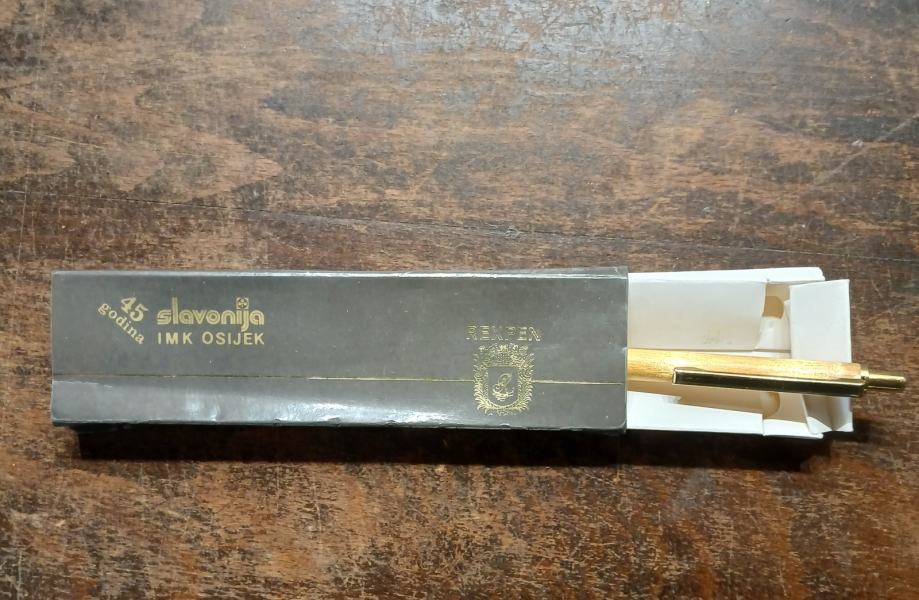 45
godina
slavonija
IMK OSIJEK
REXPEN